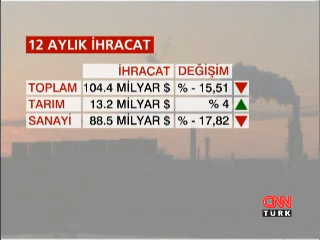 12 AYLIK İHRACAT
İHRACAT DEĞİŞİM
TOPLAM 104.4 MİLYAR $ % - 15,51
TARIM 13.2 MİLYAR $ % 4
SANAYİ 88.5 MİLYAR $ % - 17,82
CNN
TURK